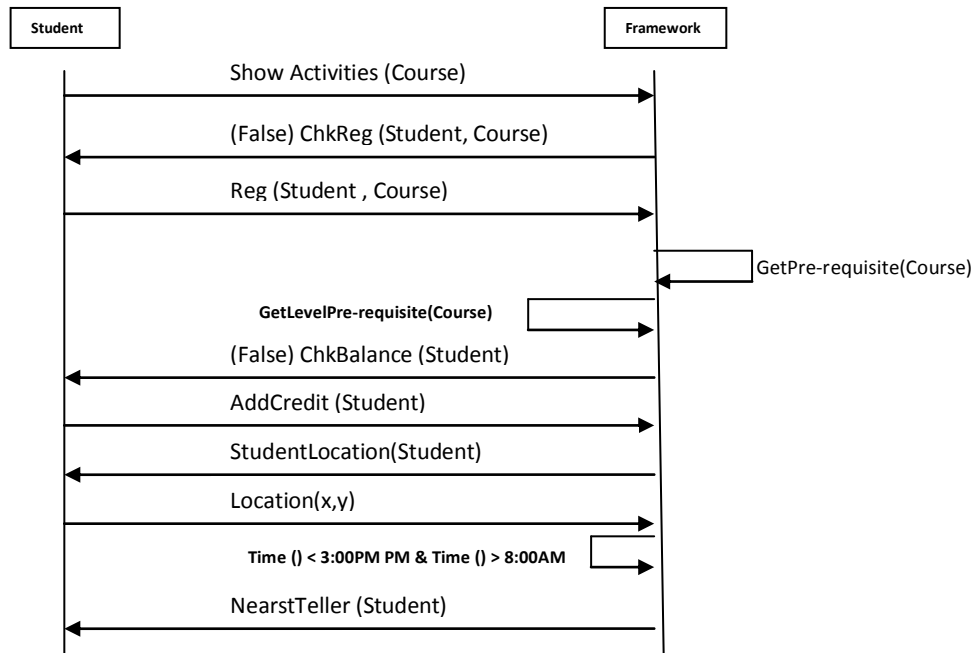 Student
Framework
Show Activities (Course)
(False) ChkReg (Student, Course)
Reg (Student , Course)
GetPre-requisite(Course)
GetLevelPre-requisite(Course)
(False) ChkBalance (Student)
AddCredit (Student)
StudentLocation(Student)
Location(x,y)
Time () < 3:00PM PM & Time () > 8:00AM
NearstTeller (Student)